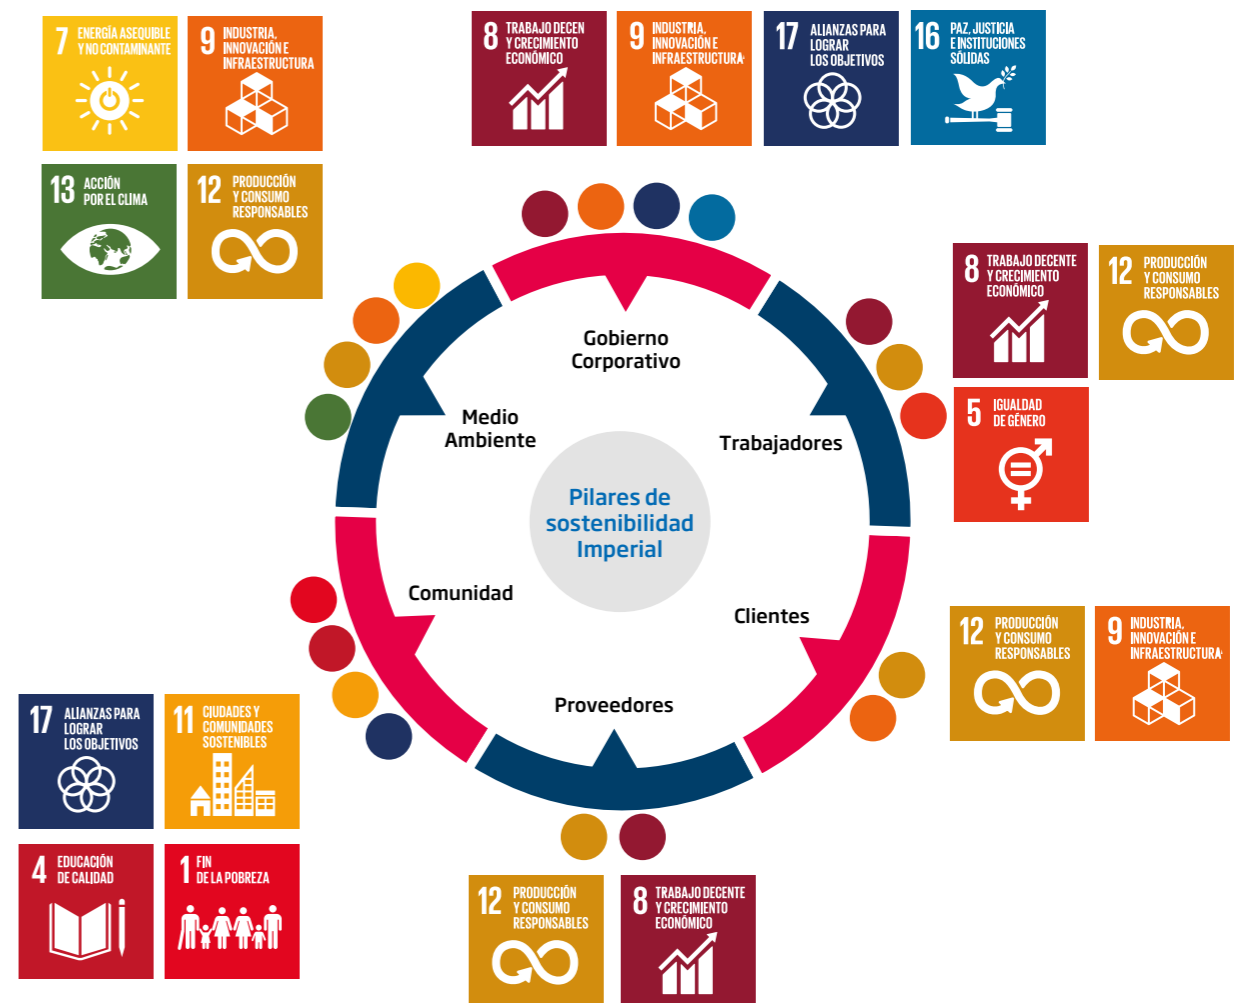 7 ENERGÍA ASEQUIBLE
Y NO CONTAMINANTE
9 INDUSTRIA,
INNOVACIÓN E
INFRAESTRUCTURA
13 ACCIÓN
POR EL CLIMA
12 PRODUCCIÓN
Y CONSUMO
RESPONSABLES
8 TRABAJO DECEN
Y CRECIMIENTO
ECONÓMICO
9 INDUSTRIA,
INNOVACIÓN E
INFRAESTRUCTURA
17 ALIANZAS PARA
LOGRAR
LOS OBJETIVOS
16 PAZ, JUSTICIA
E INSTITUCIONES
SÓLIDAS
8 TRABAJO DECENTE
Y CRECIMIENTO
ECONÓMICO
12 PRODUCCIÓN
Y CONSUMO
RESPONSABLES
5 IGUALDAD
DE GÉNERO
Gobierno
Corporativo
Medio
Ambiente
Trabajadores
Pilares de
sostenibilidad
Imperial
Comunidad
Clientes
Proveedores
12 PRODUCCIÓN
Y CONSUMO
RESPONSABLES
9 INDUSTRIA,
INNOVACIÓN E
INFRAESTRUCTURA
17 ALIANZAS PARA
LOGRAR
LOS OBJETIVOS
11 CIUDADES Y
COMUNIDADES
SOSTENIBLES
4 EDUCACIÓN
DE CALIDAD
1 FIN
DE LA POBREZA
12 PRODUCCIÓN
Y CONSUMO
RESPONSABLES
8 TRABAJO DECENTE
Y CRECIMIENTO
ECONÓMICO